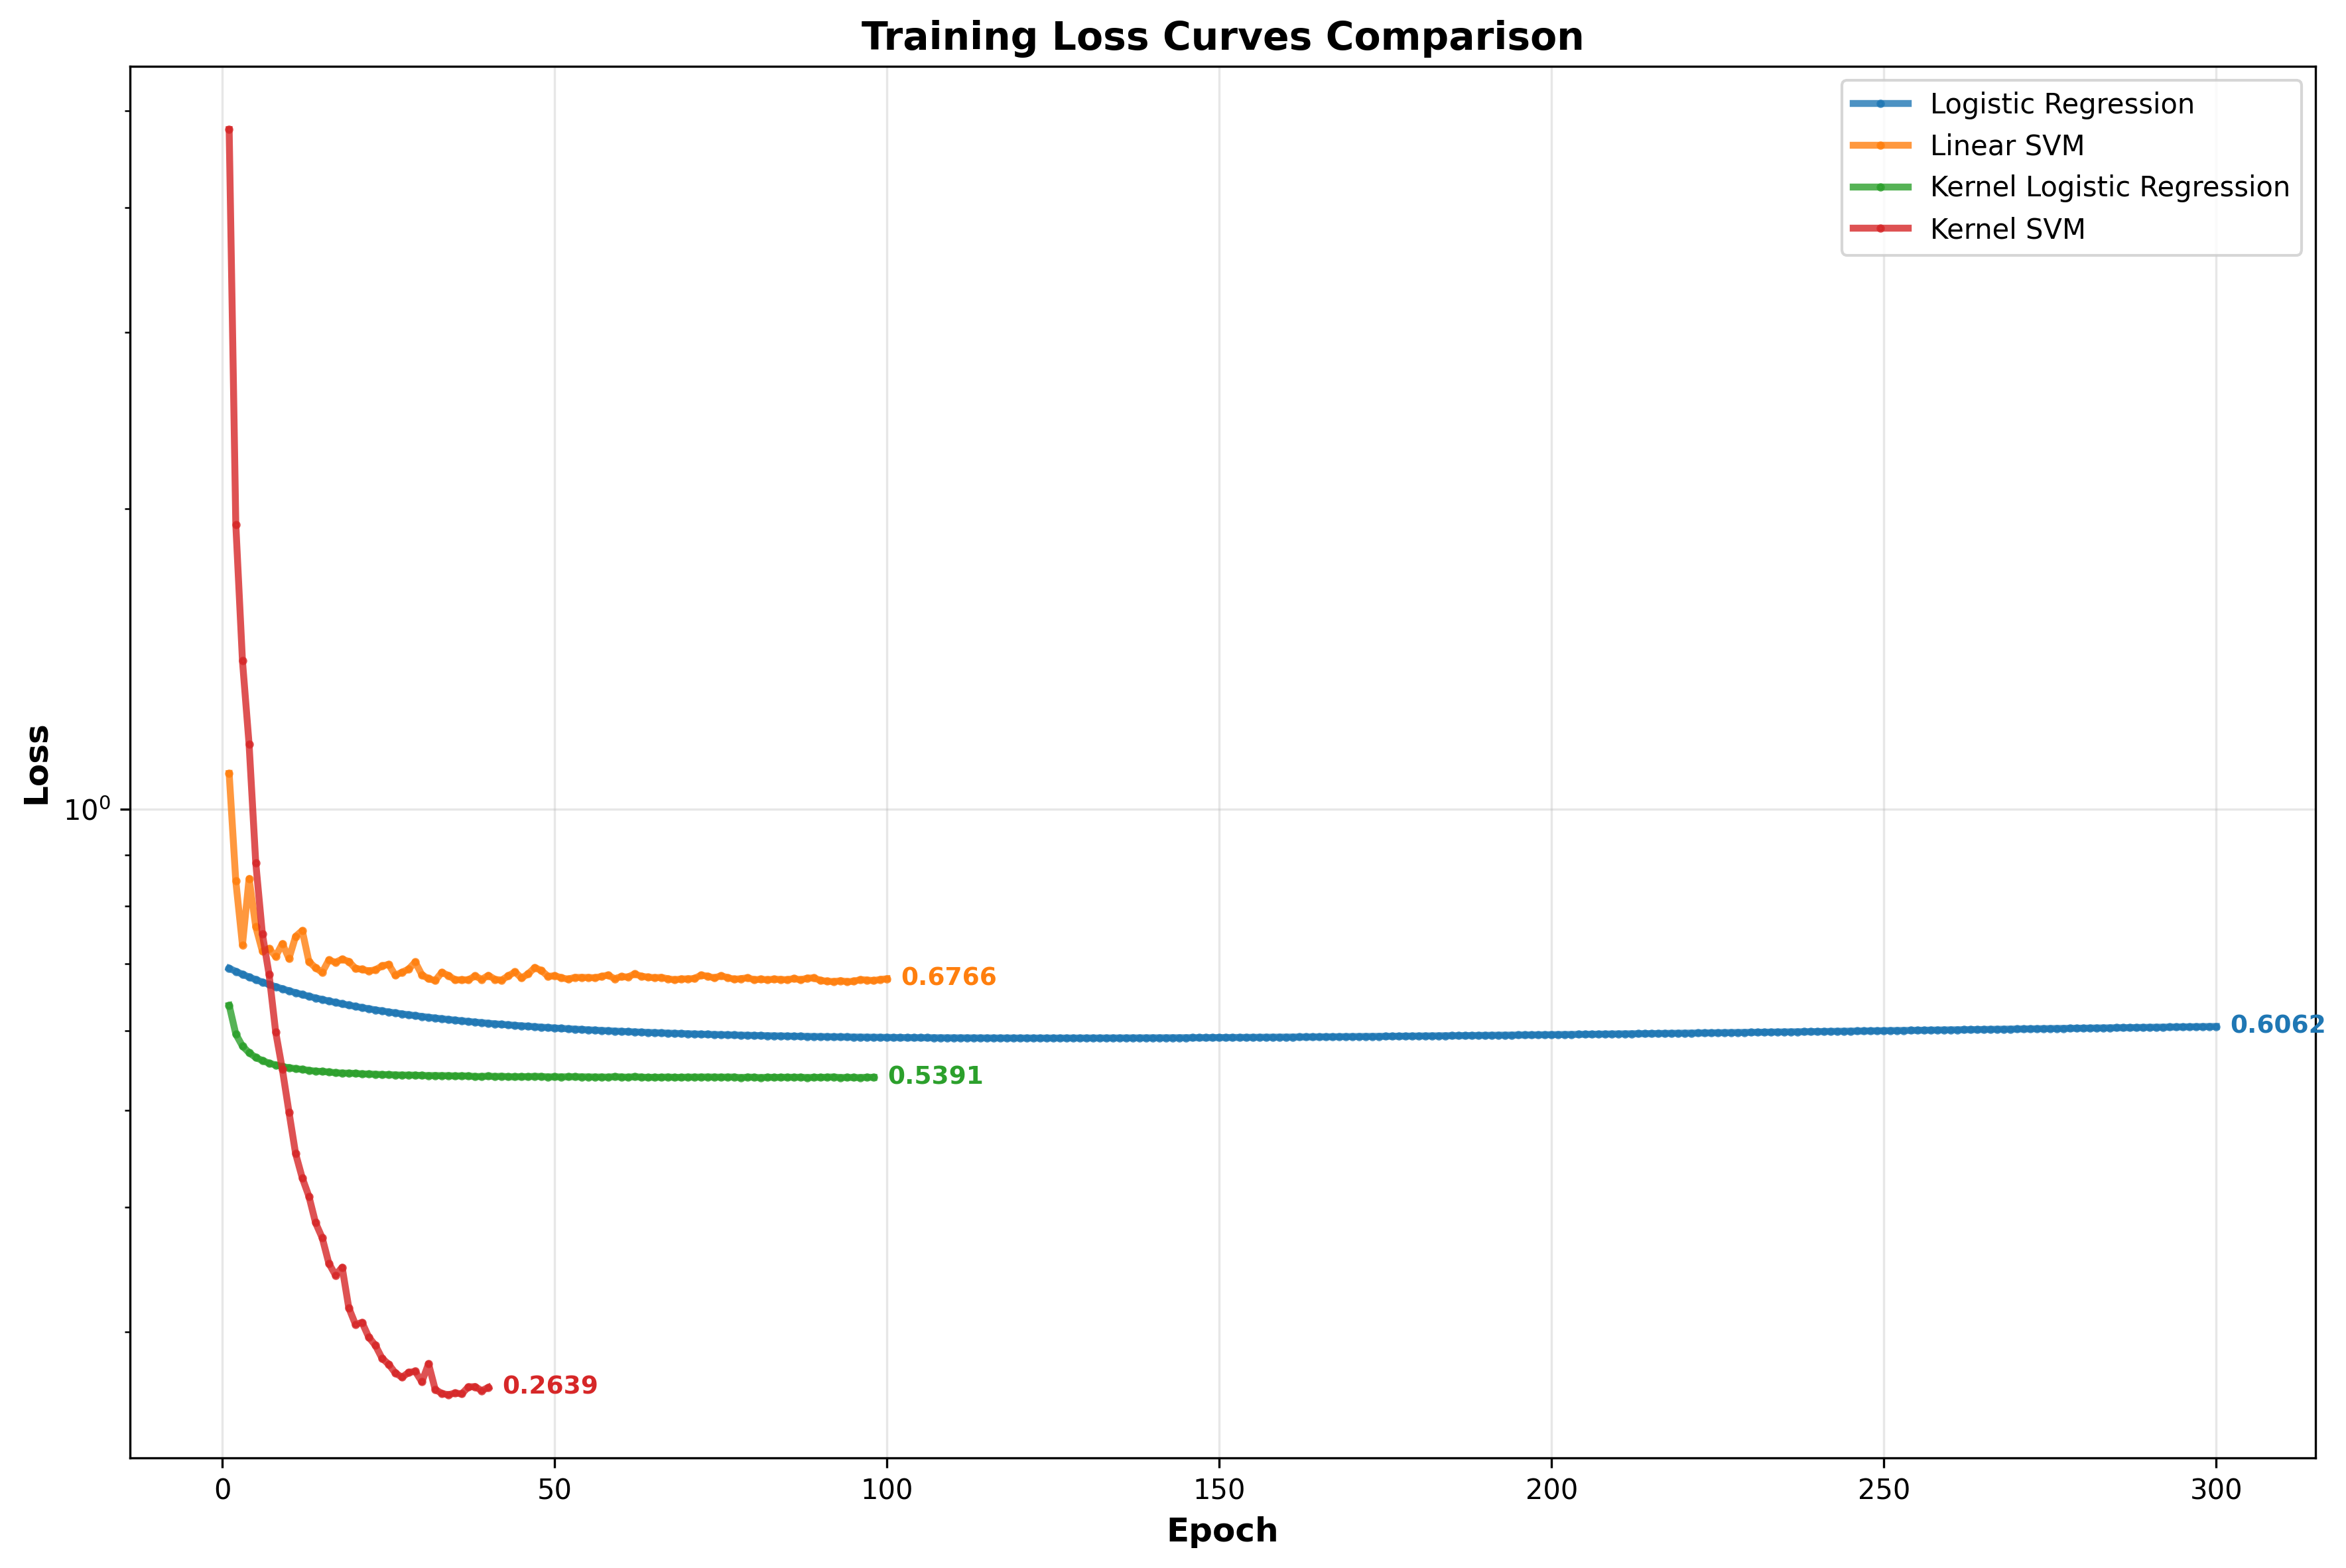 Training Loss Curves Comparison
Logistic Regression
Linear SVM
Kernel Logistic Regression
Kernel SVM
Loss
10⁰
0.6766
0.6062
0.5391
0.2639
0 50 100 150 200 250 300
Epoch